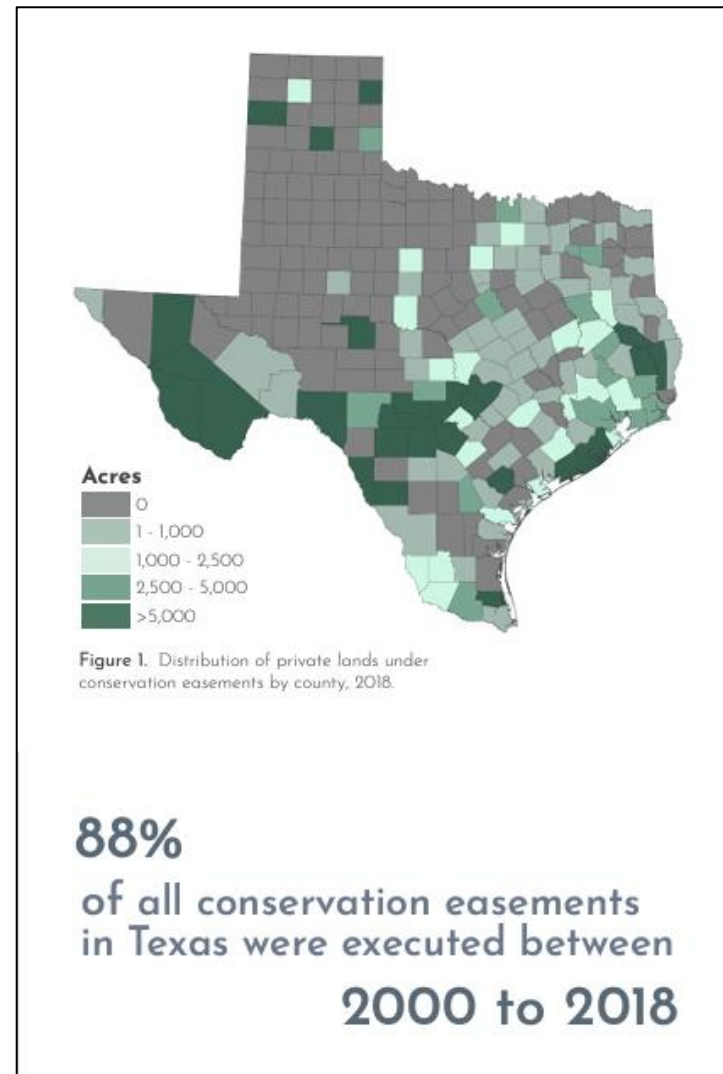 Acres
0
1 - 1,000
1,000 - 2,500
2,500 - 5,000
>5,000
Figure 1. Distribution of private lands under
conservation easements by county, 2018.
88%
of all conservation easements
in Texas were executed between
2000 to 2018